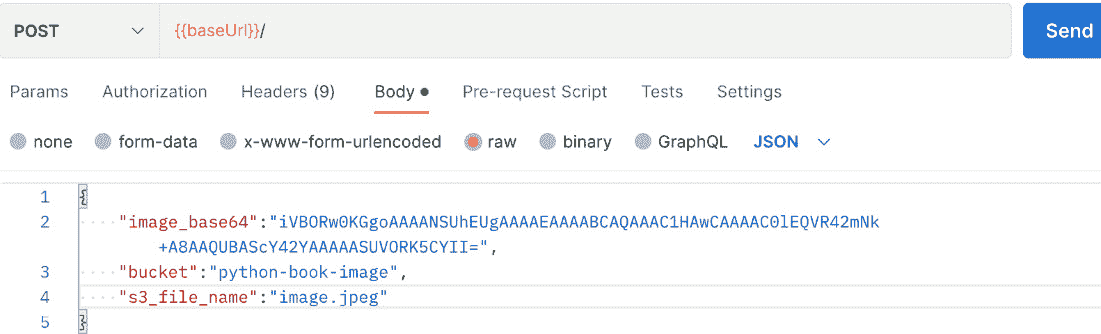 POST {{baseUrl}}/ Send
Params Authorization Headers (9) Body Pre-request Script Tests Settings
none form-data x-www-form-urlencoded raw binary GraphQL JSON
1 {
2 "image_base64":"iVBORw0KGgoAAAANSUhEUgAAAAEAAAABCAQAAAC1HAwCAAAAC0lEQVR42mNk
+A8AAQUBAScY42YAAAAASUVORK5CYII=",
3 "bucket":"python-book-image",
4 "s3_file_name":"image.jpeg"
5 }